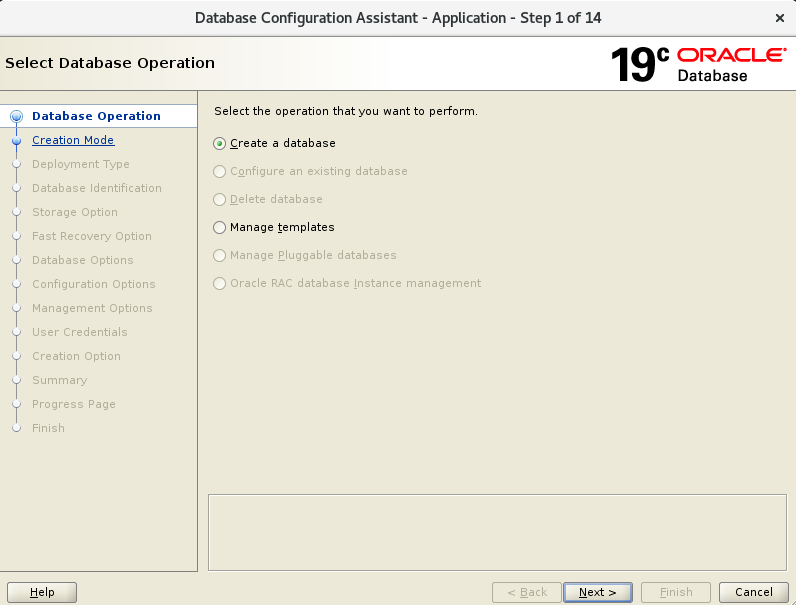 Database Configuration Assistant - Application - Step 1 of 14
Select Database Operation
19c ORACLE
Database
Database Operation
Creation Mode
Deployment Type
Database Identification
Storage Option
Fast Recovery Option
Database Options
Configuration Options
Management Options
User Credentials
Creation Option
Summary
Progress Page
Finish
Select the operation that you want to perform.
Create a database
Configure an existing database
Delete database
Manage templates
Manage Pluggable databases
Oracle RAC database Instance management
Help
< Back
Next >
Finish
Cancel